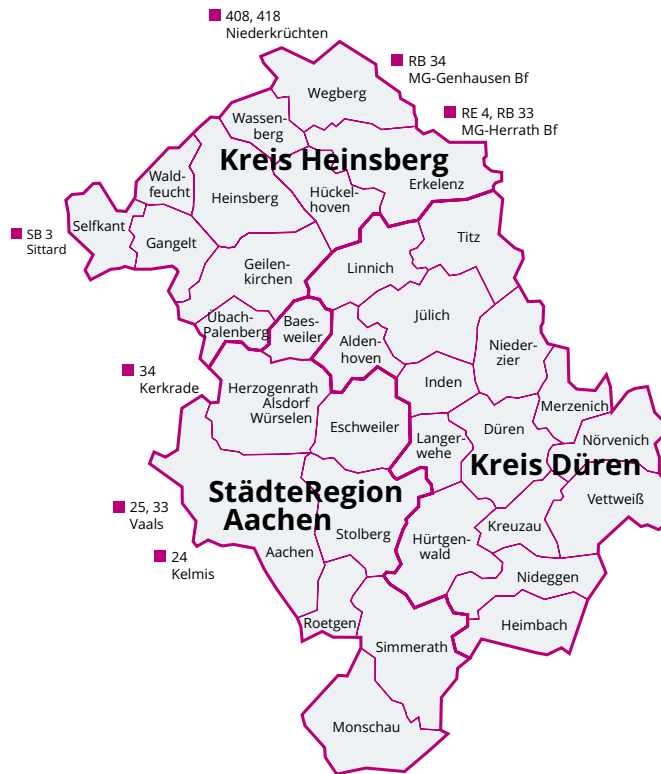 408, 418
Niederkrüchten
RB 34
MG-Genhausen Bf
Wegberg
RE 4, RB 33
MG-Herrath Bf
Wassen-
berg
Kreis Heinsberg
Wald-
feucht
Heinsberg
Hückel-
hoven
Erkelenz
Selfkant
SB 3
Sittard
Gangelt
Titz
Geilen-
kirchen
Linnich
Jülich
Übach-
Palenberg
Baes-
weiler
Alden-
hoven
Nieder-
zier
34
Kerkrade
Herzogenrath
Alsdorf
Würselen
Inden
Merzenich
Eschweiler
Langer-
wehe
Düren
Nörvenich
Kreis Düren
StädteRegion
Aachen
Vettweiß
25, 33
Vaals
Stolberg
Kreuzau
Hürtgen-
wald
24
Kelmis
Aachen
Nideggen
Roetgen
Heimbach
Simmerath
Monschau